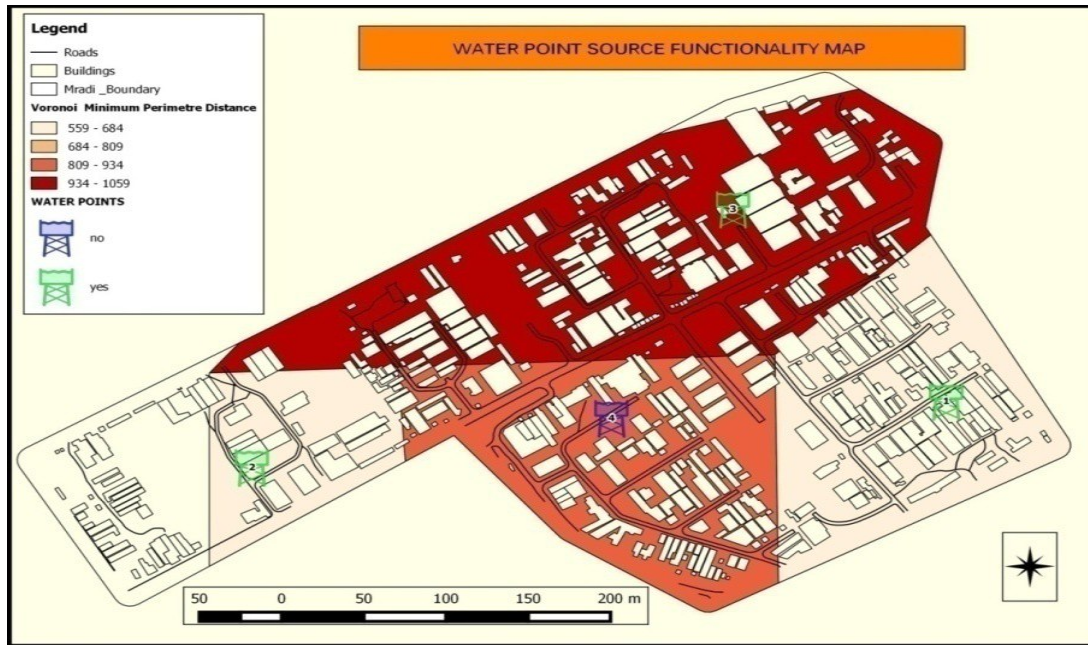 Legend
Roads
Buildings
Mradi _Boundary
Voronoi Minimum Perimetre Distance
559 - 684
684 - 809
809 - 934
934 - 1059
WATER POINTS
no
yes
WATER POINT SOURCE FUNCTIONALITY MAP
3
1
4
2
50 0 50 100 150 200 m